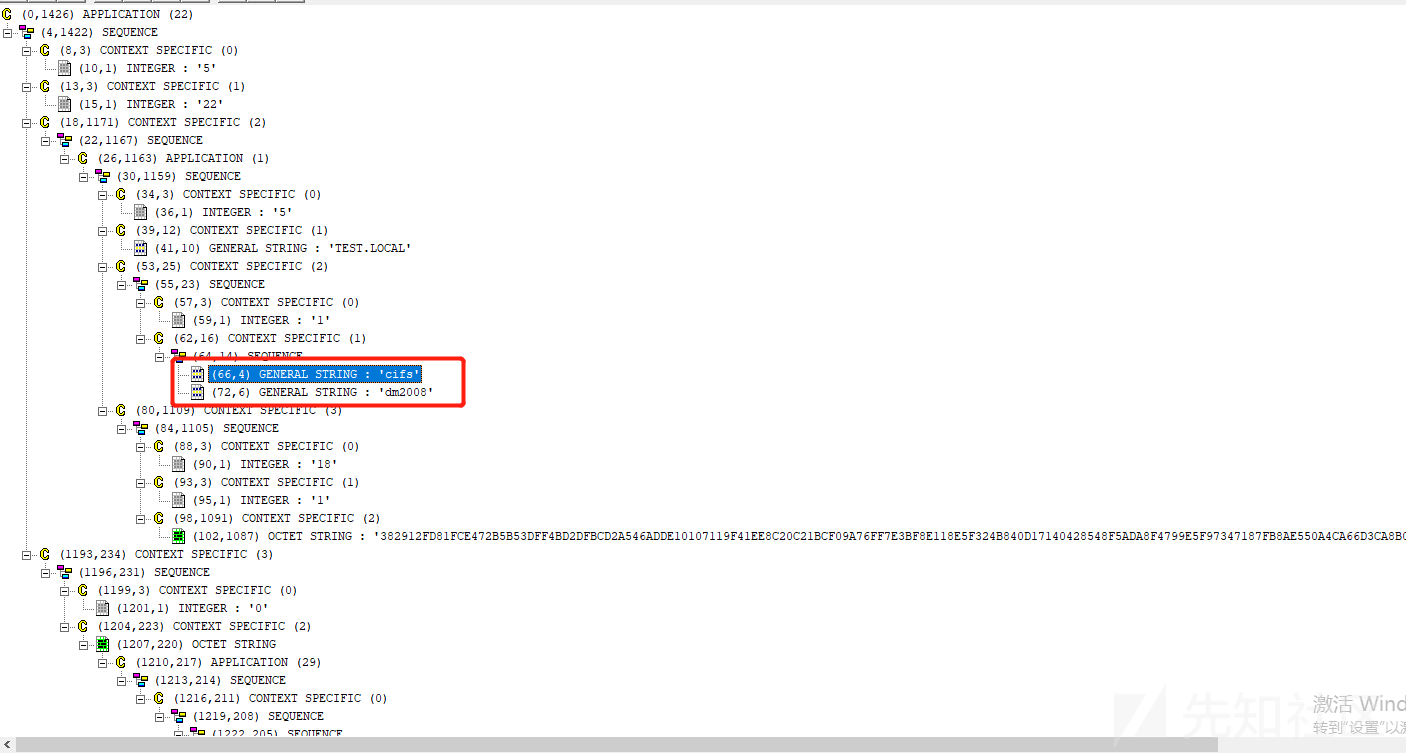 (0,1426) APPLICATION (22)
(4,1422) SEQUENCE
(8,3) CONTEXT SPECIFIC (0)
(10,1) INTEGER : '5'
(13,3) CONTEXT SPECIFIC (1)
(15,1) INTEGER : '22'
(18,1171) CONTEXT SPECIFIC (2)
(22,1167) SEQUENCE
(26,1163) APPLICATION (1)
(30,1159) SEQUENCE
(34,3) CONTEXT SPECIFIC (0)
(36,1) INTEGER : '5'
(39,12) CONTEXT SPECIFIC (1)
(41,10) GENERAL STRING : 'TEST.LOCAL'
(53,25) CONTEXT SPECIFIC (2)
(55,23) SEQUENCE
(57,3) CONTEXT SPECIFIC (0)
(59,1) INTEGER : '1'
(62,16) CONTEXT SPECIFIC (1)
(64,14) SEQUENCE
(66,4) GENERAL STRING : 'cifs'
(72,6) GENERAL STRING : 'dm2008'
(80,1109) CONTEXT SPECIFIC (3)
(84,1105) SEQUENCE
(88,3) CONTEXT SPECIFIC (0)
(90,1) INTEGER : '18'
(93,3) CONTEXT SPECIFIC (1)
(95,1) INTEGER : '1'
(98,1091) CONTEXT SPECIFIC (2)
(102,1087) OCTET STRING : '382912FD81FCE472B5B53DFF4BD2DFBCD2A546ADDE10107119F41EE8C20C21BCF09A76FF7E3BF8E118E5F324B840D17140428548F5ADA8F4799E5F97347187FB8AE550A4CA66D3CA8B
(1193,234) CONTEXT SPECIFIC (3)
(1196,231) SEQUENCE
(1199,3) CONTEXT SPECIFIC (0)
(1201,1) INTEGER : '0'
(1204,223) CONTEXT SPECIFIC (2)
(1207,220) OCTET STRING
(1210,217) APPLICATION (29)
(1213,214) SEQUENCE
(1216,211) CONTEXT SPECIFIC (0)
(1219,208) SEQUENCE
(1222,205) SEQUENCE
先知社
激活 Wind
转到"设置"以激